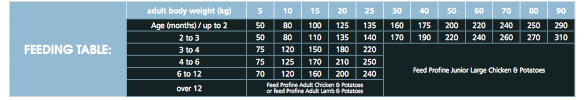 FEEDING TABLE:
adult body weight (kg) 5 10 15 20 25 30 40 50 60 70 80 90
Age (months) / up to 2 50 80 100 125 135 160 175 200 220 240 250 290
2 to 3 50 80 110 135 140 170 190 220 240 260 270 310
3 to 4 75 120 150 180 220
4 to 6 75 125 170 210 250
6 to 12 70 120 160 200 240
Feed Profine Junior Large Chicken & Potatoes
over 12 Feed Profine Adult Chicken & Potatoes
or feed Profine Adult Lamb & Potatoes